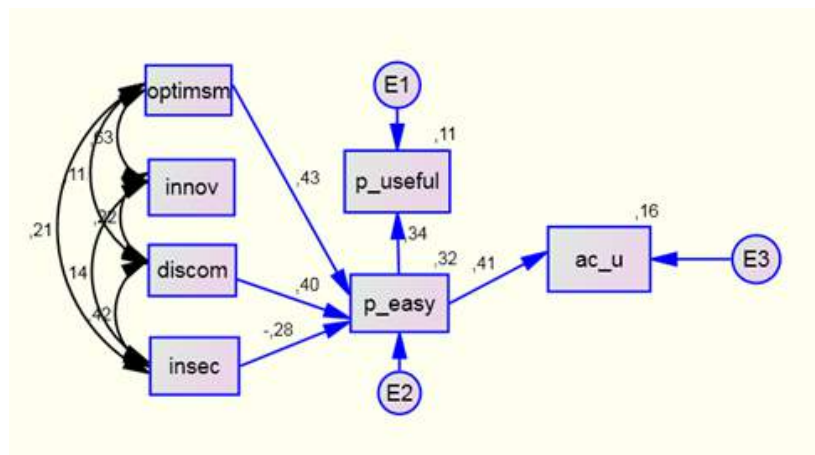 optimsm
E1
,53
,11
p_useful
innov
,11
,43
,21
,22
,34
,16
ac_u
E3
discom
,14
,40
,32
,41
p_easy
,42
-,28
insec
E2